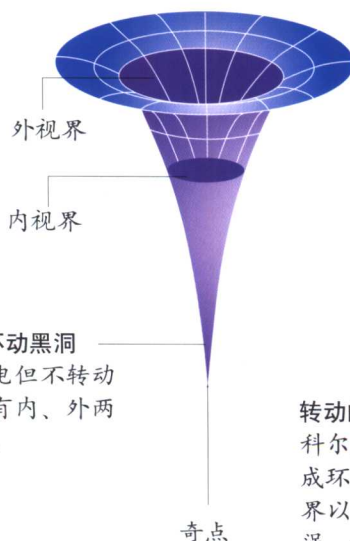 外视界
内视界
不动黑洞
电但不转动
有内、外两
转动
科尔
成环
界以
奇点